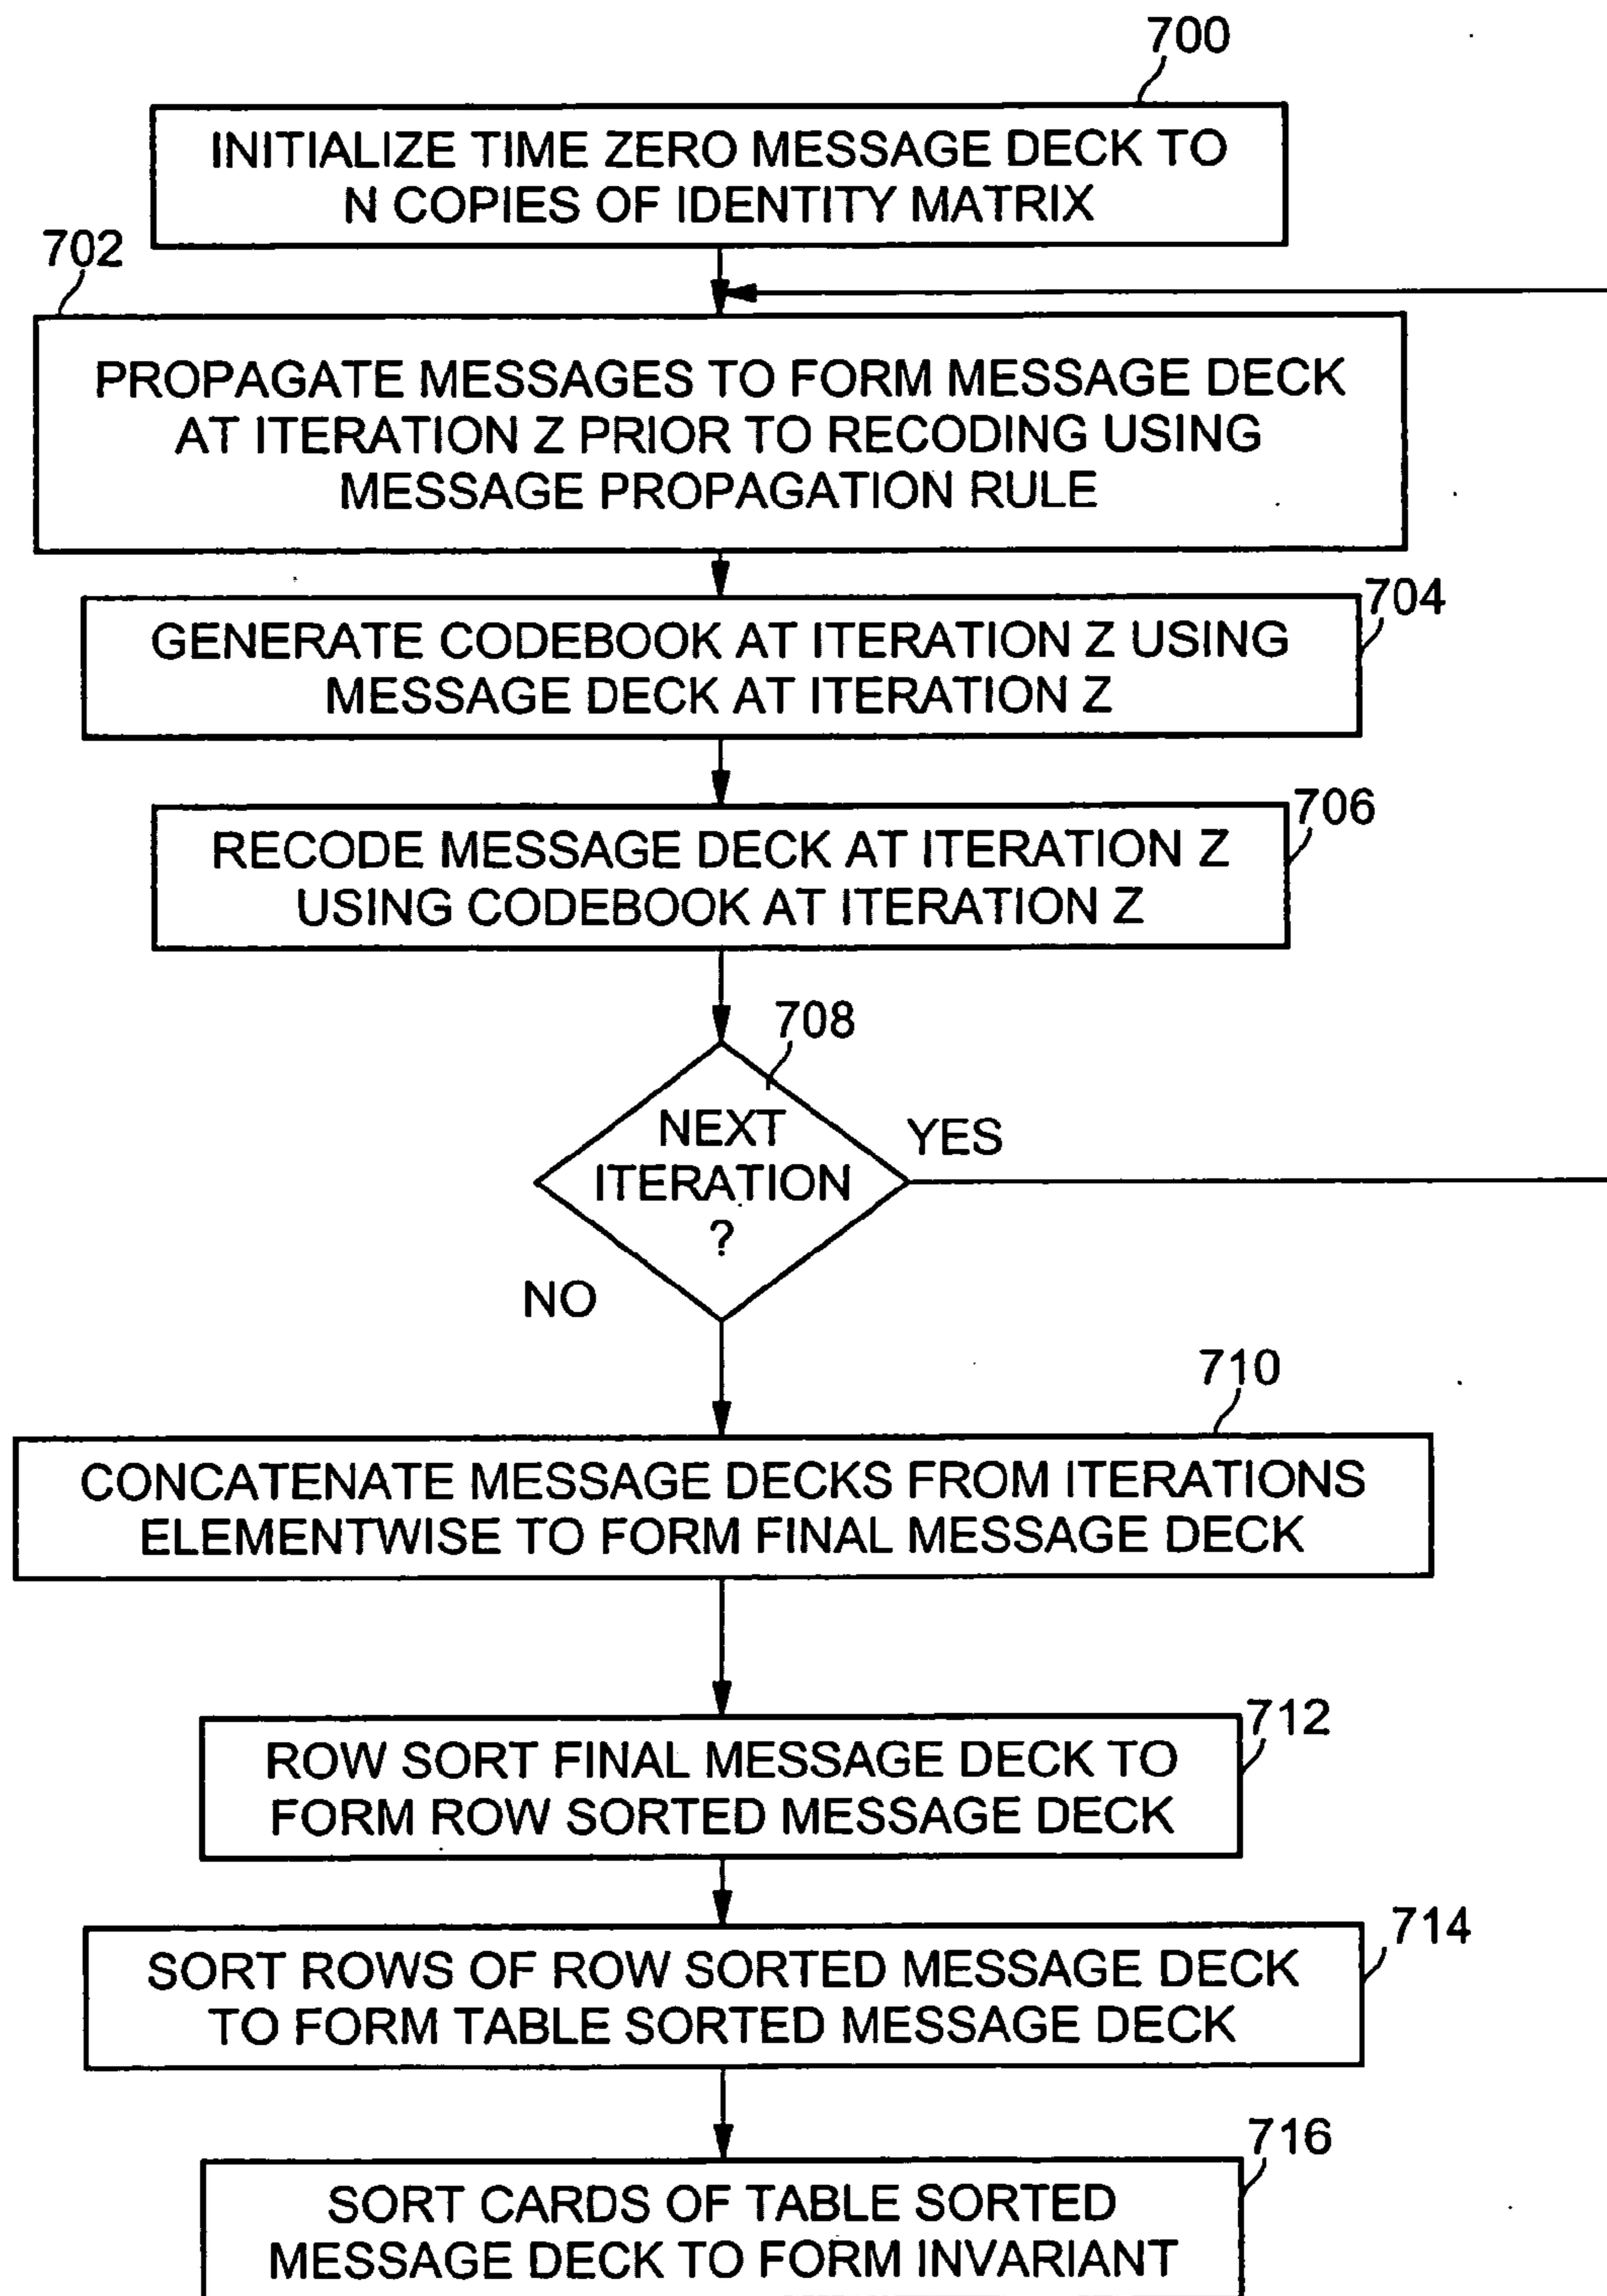 700
INITIALIZE TIME ZERO MESSAGE DECK TO
N COPIES OF IDENTITY MATRIX
702
PROPAGATE MESSAGES TO FORM MESSAGE DECK
AT ITERATION Z PRIOR TO RECODING USING
MESSAGE PROPAGATION RULE
704
GENERATE CODEBOOK AT ITERATION Z USING
MESSAGE DECK AT ITERATION Z
706
RECODE MESSAGE DECK AT ITERATION Z
USING CODEBOOK AT ITERATION Z
708
NEXT
ITERATION
?
YES
NO
710
CONCATENATE MESSAGE DECKS FROM ITERATIONS
ELEMENTWISE TO FORM FINAL MESSAGE DECK
712
ROW SORT FINAL MESSAGE DECK TO
FORM ROW SORTED MESSAGE DECK
714
SORT ROWS OF ROW SORTED MESSAGE DECK
TO FORM TABLE SORTED MESSAGE DECK
716
SORT CARDS OF TABLE SORTED
MESSAGE DECK TO FORM INVARIANT